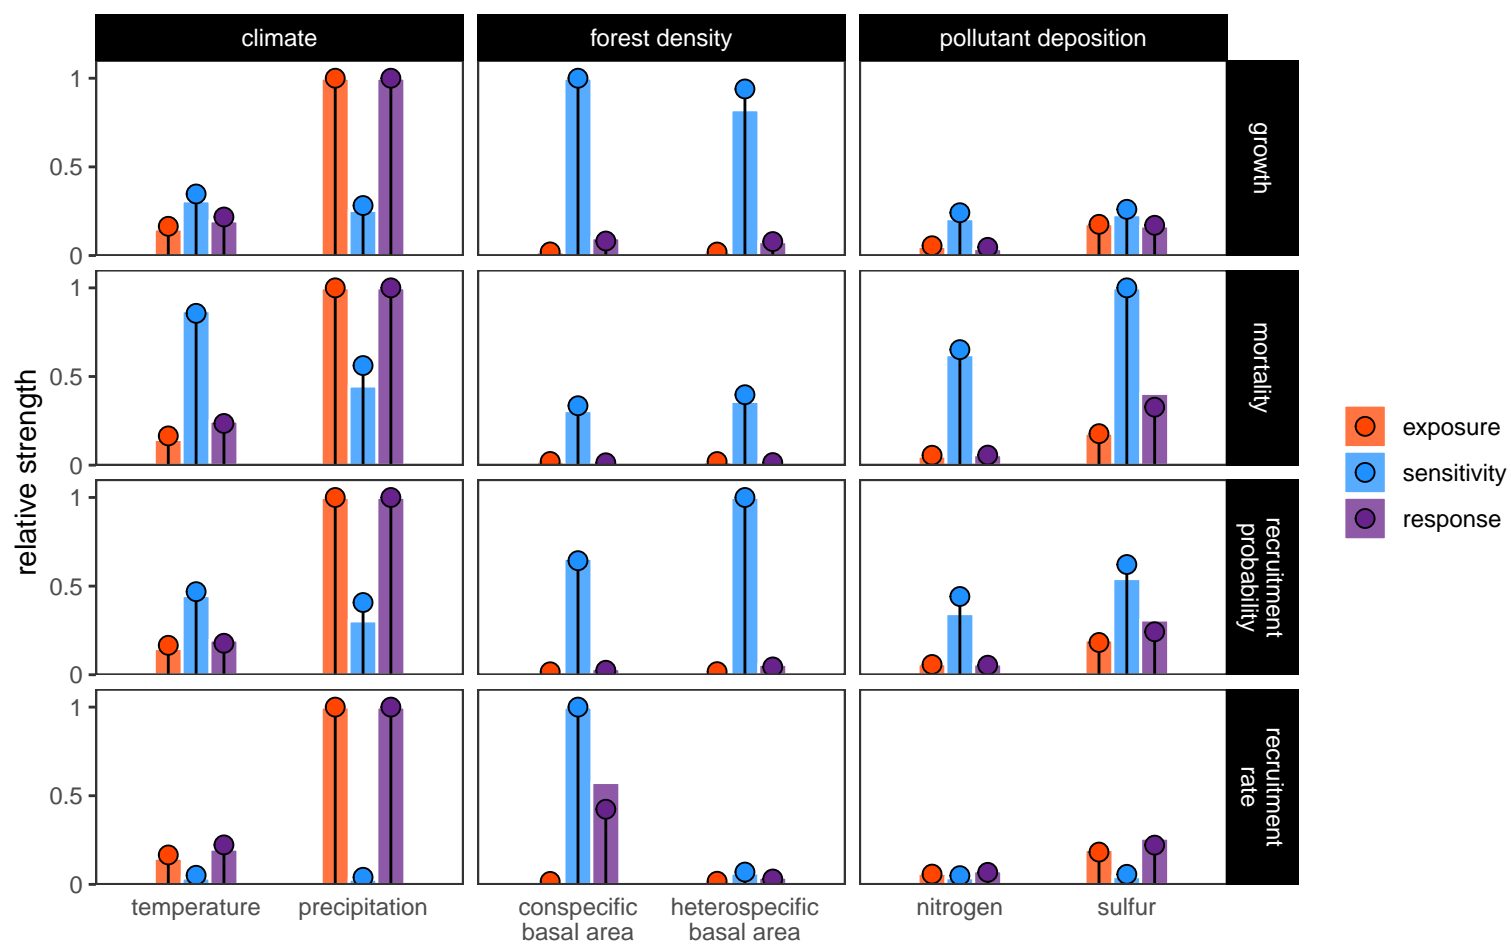 climate
forest density
pollutant deposition
1
0.5
0
growth
1
0.5
0
mortality
relative strength
1
0.5
0
recruitment
probability
1
0.5
0
recruitment
rate
exposure
sensitivity
response
temperature
precipitation
conspecific
basal area
heterospecific
basal area
nitrogen
sulfur